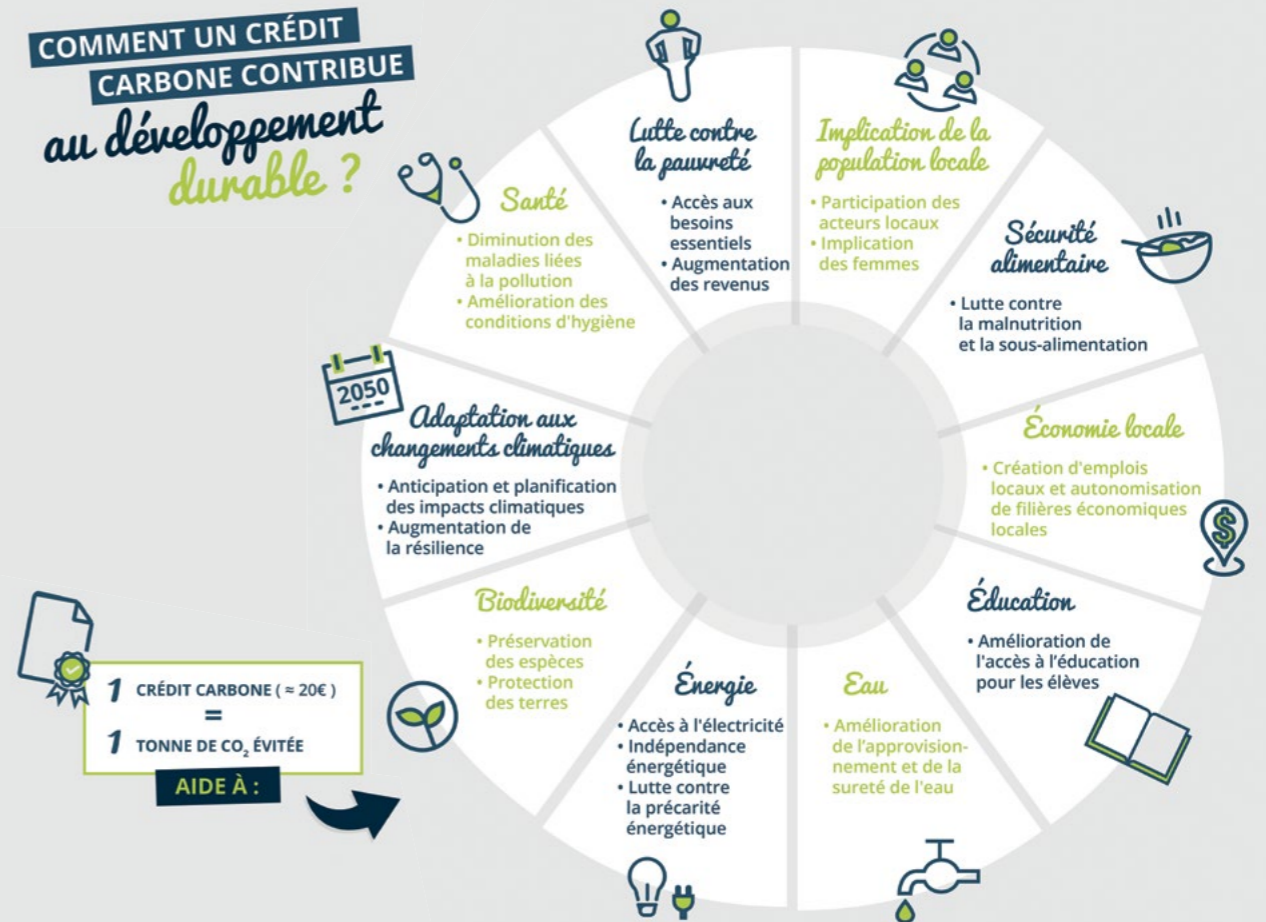 COMMENT UN CRÉDIT
CARBONE CONTRIBUE
au développement
durable ?
Lutte contre
la pauvreté
• Accès aux
besoins
essentiels
• Augmentation
des revenus
Implication de la
population locale
• Participation des
acteurs locaux
• Implication
des femmes
Sécurité
alimentaire
• Lutte contre
la malnutrition
et la sous-alimentation
Économie locale
• Création d'emplois
locaux et autonomisation
de filières économiques
locales
$
Éducation
• Amélioration de
l'accès à l'éducation
pour les élèves
Eau
• Amélioration
de l'approvision-
nement et de la
sureté de l'eau
Énergie
• Accès à l'électricité
• Indépendance
énergétique
• Lutte contre
la précarité
énergétique
Biodiversité
• Préservation
des espèces
• Protection
des terres
2050
Adaptation aux
changements climatiques
• Anticipation et planification
des impacts climatiques
• Augmentation de
la résilience
Santé
• Diminution des
maladies liées
à la pollution
• Amélioration des
conditions d'hygiène
1 CRÉDIT CARBONE ( ≈ 20€ )
=
1 TONNE DE CO₂ ÉVITÉE
AIDE À :